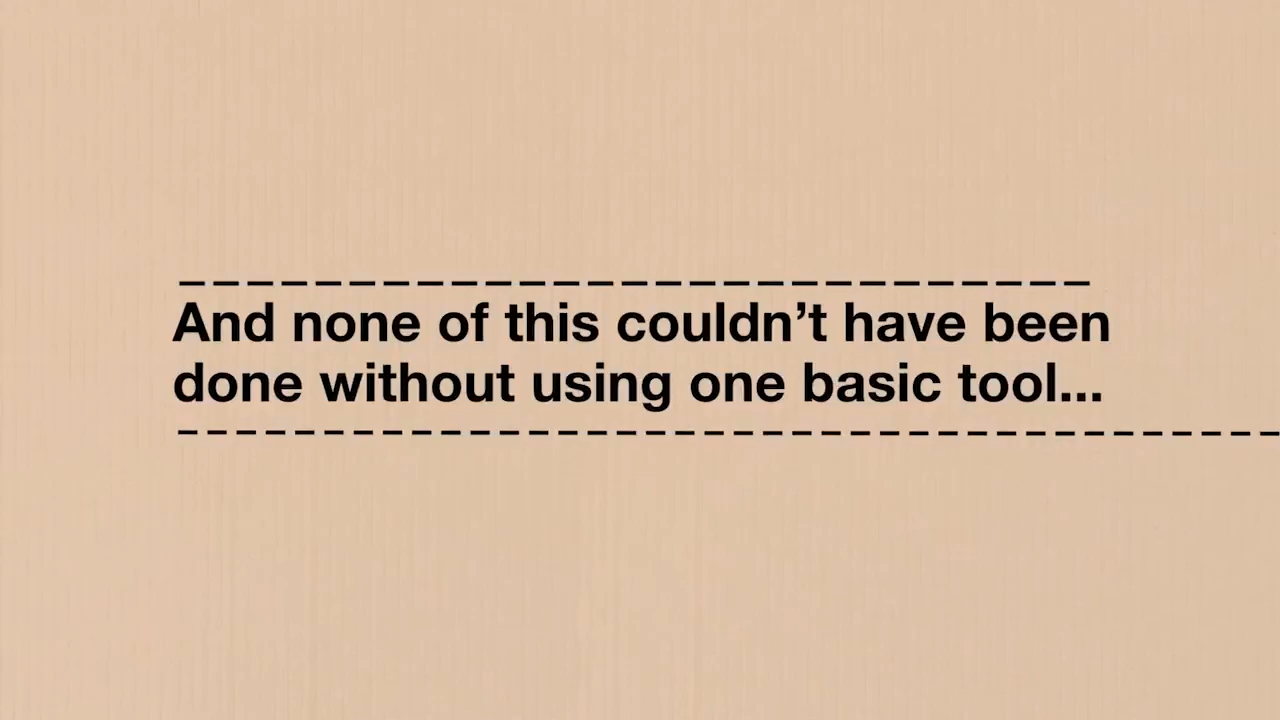 And none of this couldn’t have been
done without using one basic tool...